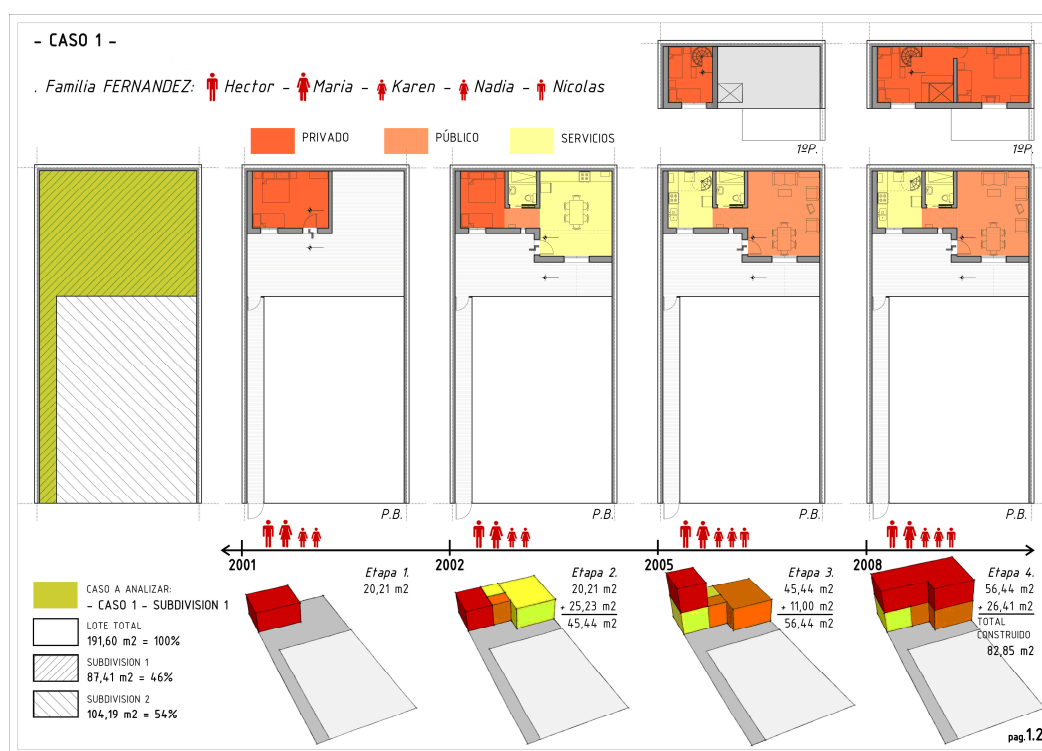 - CASO 1 -
. Familia FERNANDEZ: Hector - Maria - Karen - Nadia - Nicolas
PRIVADO
PÚBLICO
SERVICIOS
1ºP.
1ºP.
P.B.
P.B.
P.B.
P.B.
2001
2002
2005
2008
Etapa 1.
20,21 m2
Etapa 2.
20,21 m2
+ 25,23 m2
45,44 m2
Etapa 3.
45,44 m2
+ 11,00 m2
56,44 m2
Etapa 4.
56,44 m2
+ 26,41 m2
TOTAL
CONSTRUIDO
82,85 m2
CASO A ANALIZAR:
- CASO 1 - SUBDIVISION 1
LOTE TOTAL
191,60 m2 = 100%
SUBDIVISION 1
87,41 m2 = 46%
SUBDIVISION 2
104,19 m2 = 54%
pag.1.2